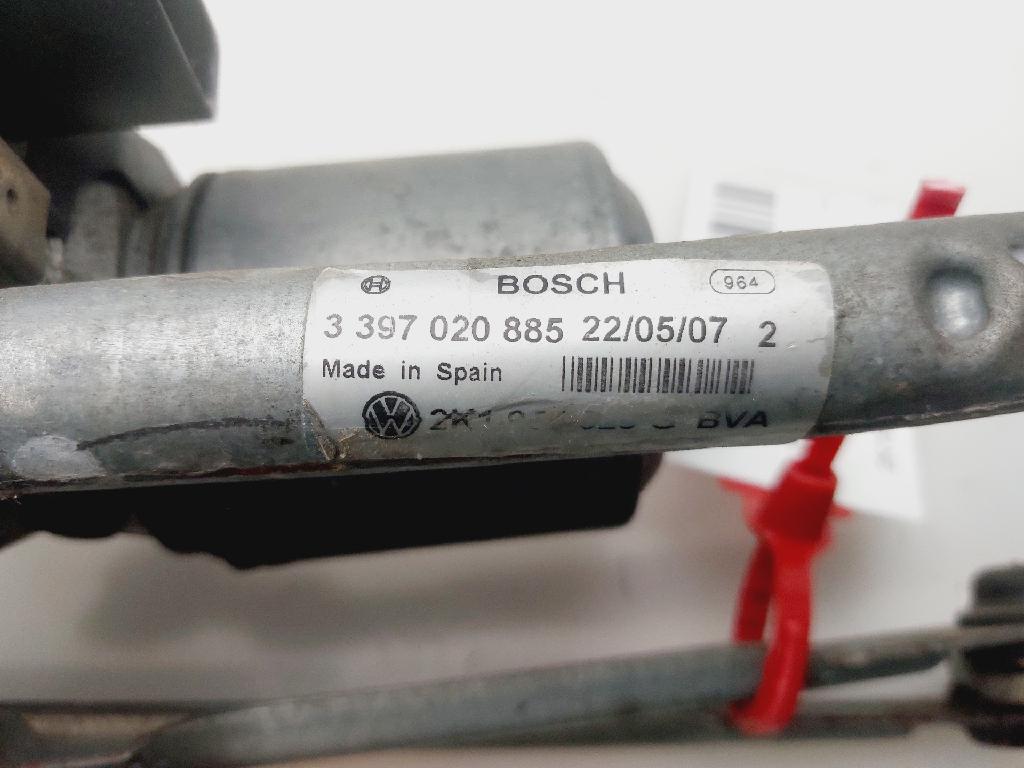 BOSCH 964
3 397 020 885 22/05/07 2
Made in Spain
BVA